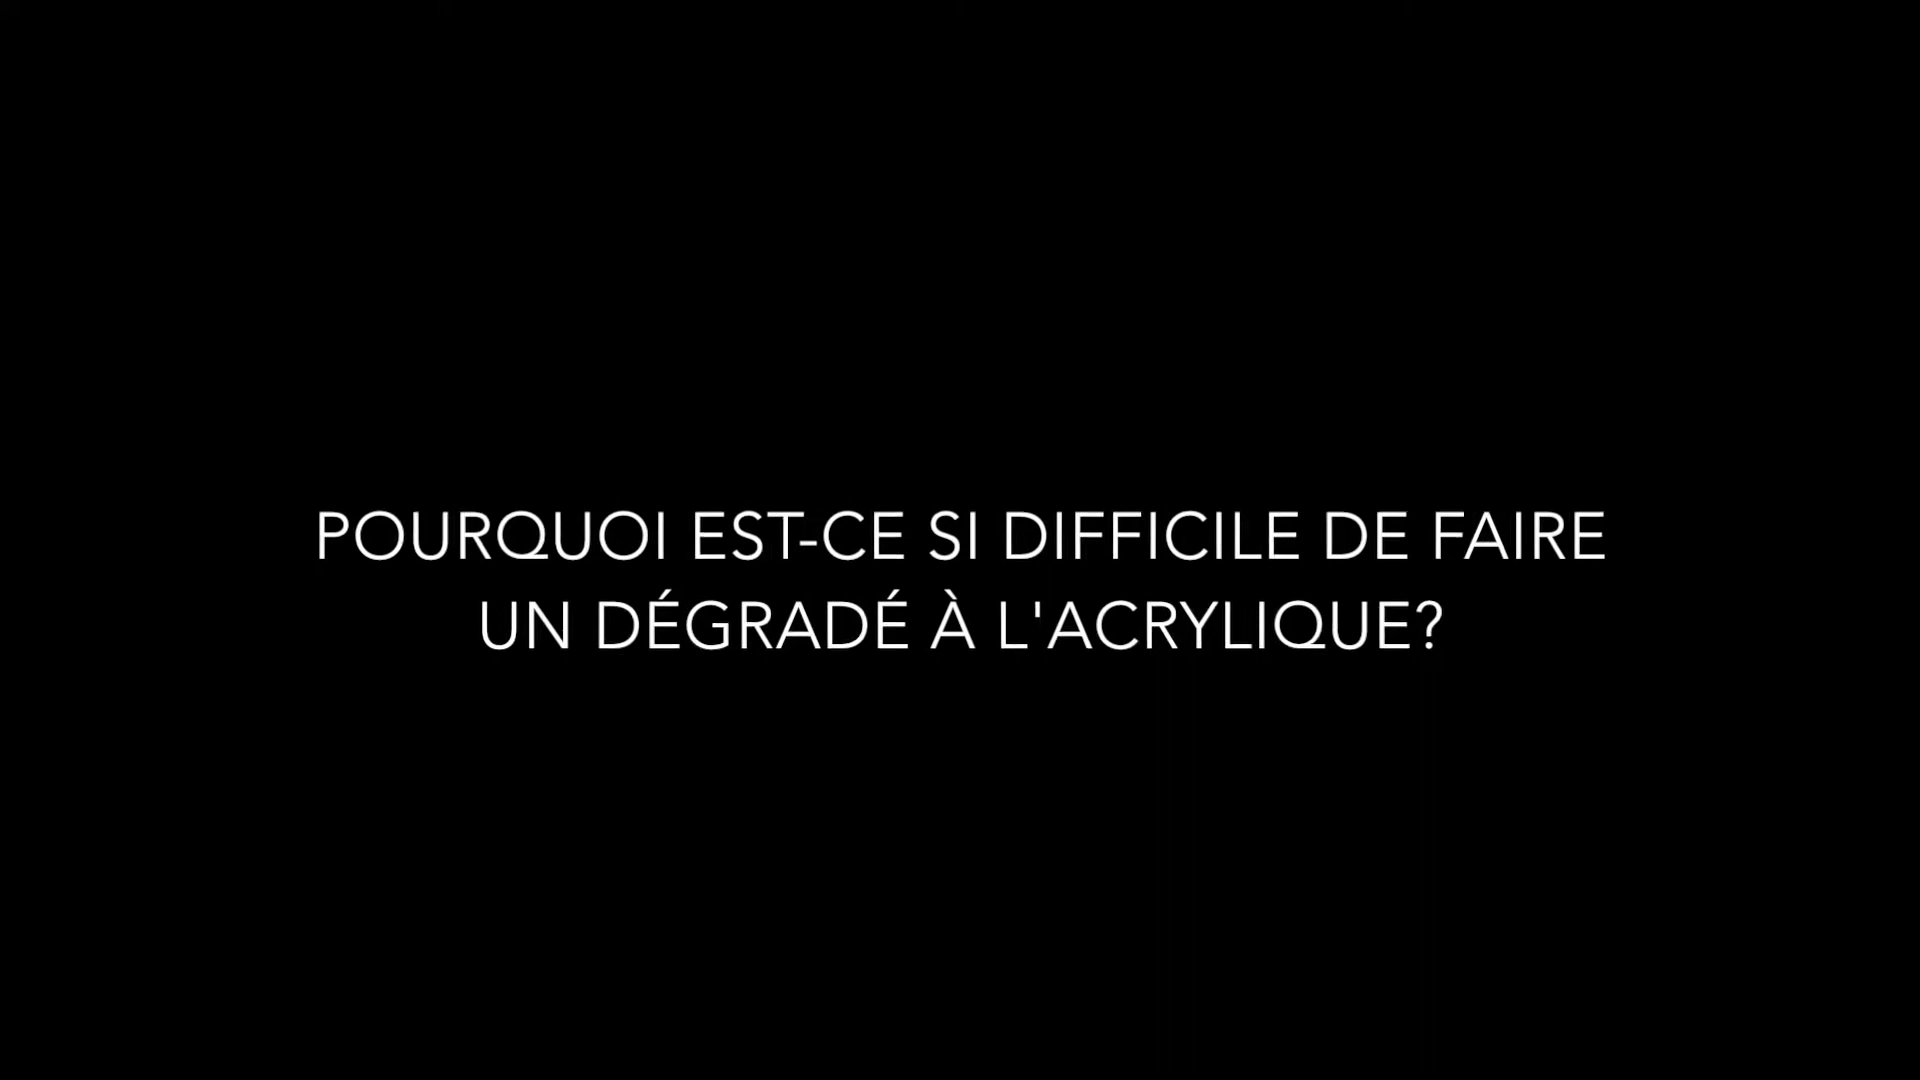 POURQUOI EST-CE SI DIFFICILE DE FAIRE
UN DÉGRADÉ À L'ACRYLIQUE?